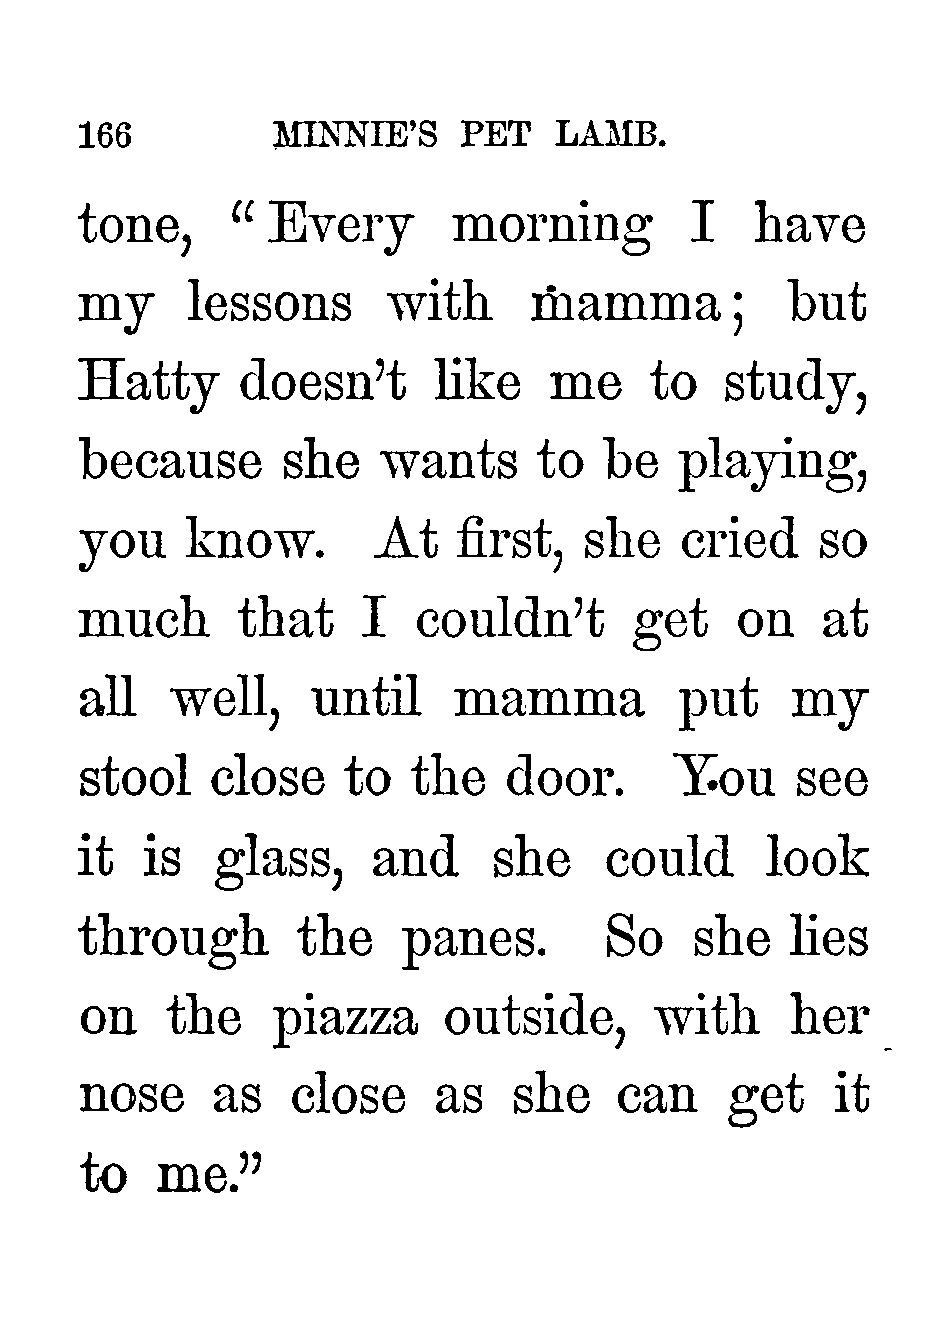 166 MINNIE'S PET LAMB.
tone, “Every morning I have
my lessons with mamma; but
Hatty doesn't like me to study,
because she wants to be playing,
you know. At first, she cried so
much that I couldn't get on at
all well, until mamma put my
stool close to the door. You see
it is glass, and she could look
through the panes. So she lies
on the piazza outside, with her
nose as close as she can get it
to me.”